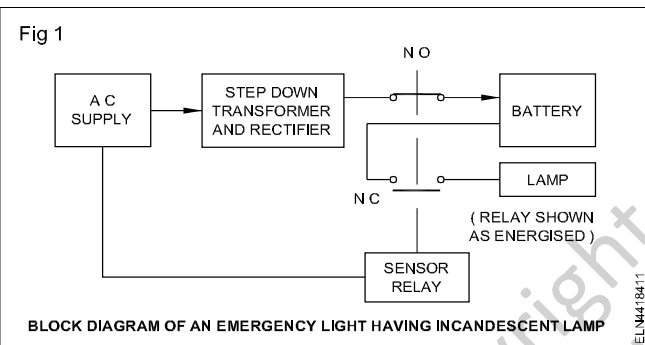 Fig 1
N O
A C
SUPPLY
STEP DOWN
TRANSFORMER
AND RECTIFIER
BATTERY
N C
LAMP
( RELAY SHOWN
AS ENERGISED )
SENSOR
RELAY
BLOCK DIAGRAM OF AN EMERGENCY LIGHT HAVING INCANDESCENT LAMP
ELN4418411
right